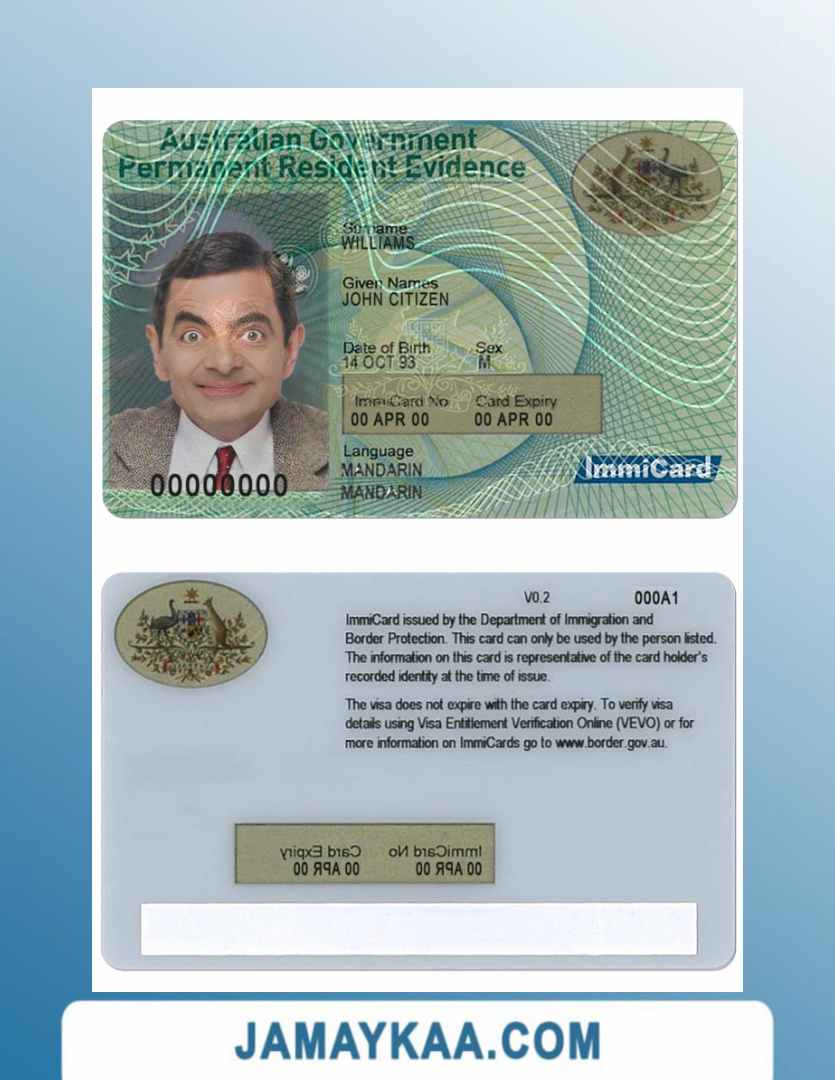 Australian Government
Permanent Resident Evidence
Surname
WILLIAMS
Given Names
JOHN CITIZEN
Date of Birth Sex
14 OCT 93 M
ImmiCard No Card Expiry
00 APR 00 00 APR 00
Language
MANDARIN
MANDARIN
00000000
ImmiCard
V0.2 000A1
ImmiCard issued by the Department of Immigration and
Border Protection. This card can only be used by the person listed.
The information on this card is representative of the card holder's
recorded identity at the time of issue.
The visa does not expire with the card expiry. To verify visa
details using Visa Entitlement Verification Online (VEVO) or for
more information on ImmiCards go to www.border.gov.au.
ImmiCard No Card Expiry
00 APR 00 00 APR 00
JAMAYKAA.COM